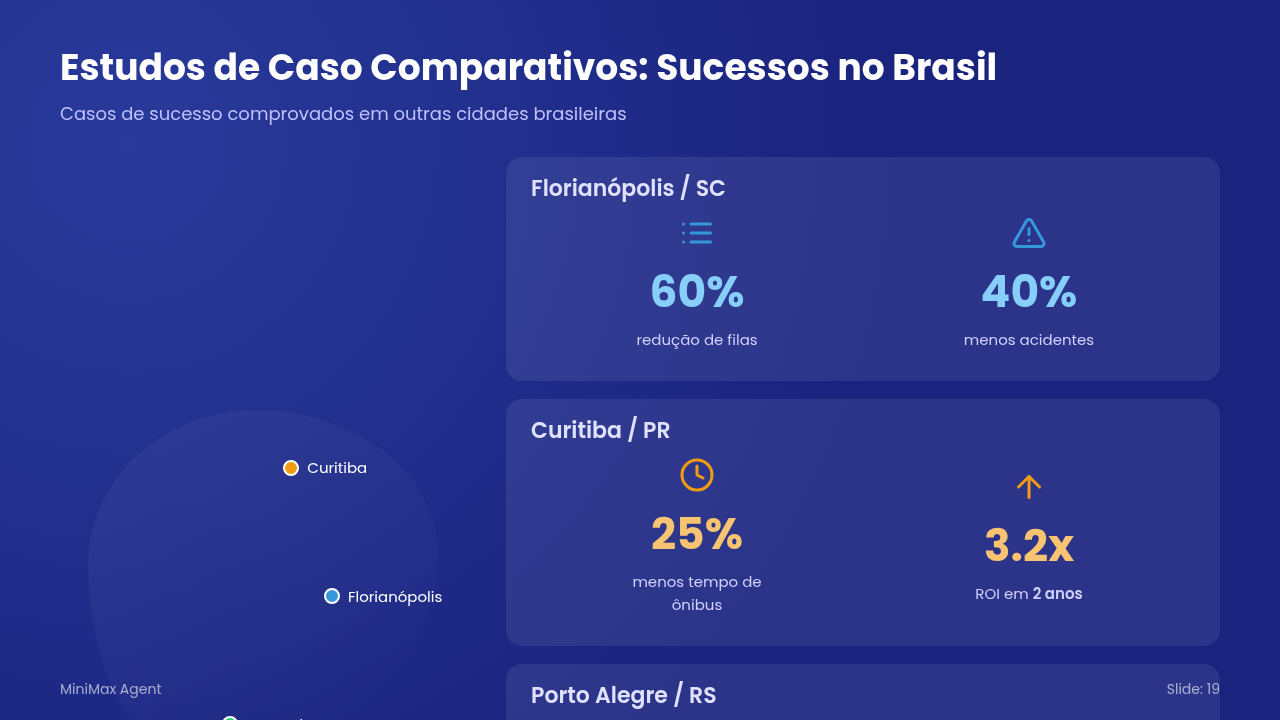 Estudos de Caso Comparativos: Sucessos no Brasil
Casos de sucesso comprovados em outras cidades brasileiras
Florianópolis / SC
60%
redução de filas
40%
menos acidentes
Curitiba / PR
25%
menos tempo de
ônibus
3.2x
ROI em 2 anos
Porto Alegre / RS
Curitiba
Florianópolis
MiniMax Agent
Slide: 19